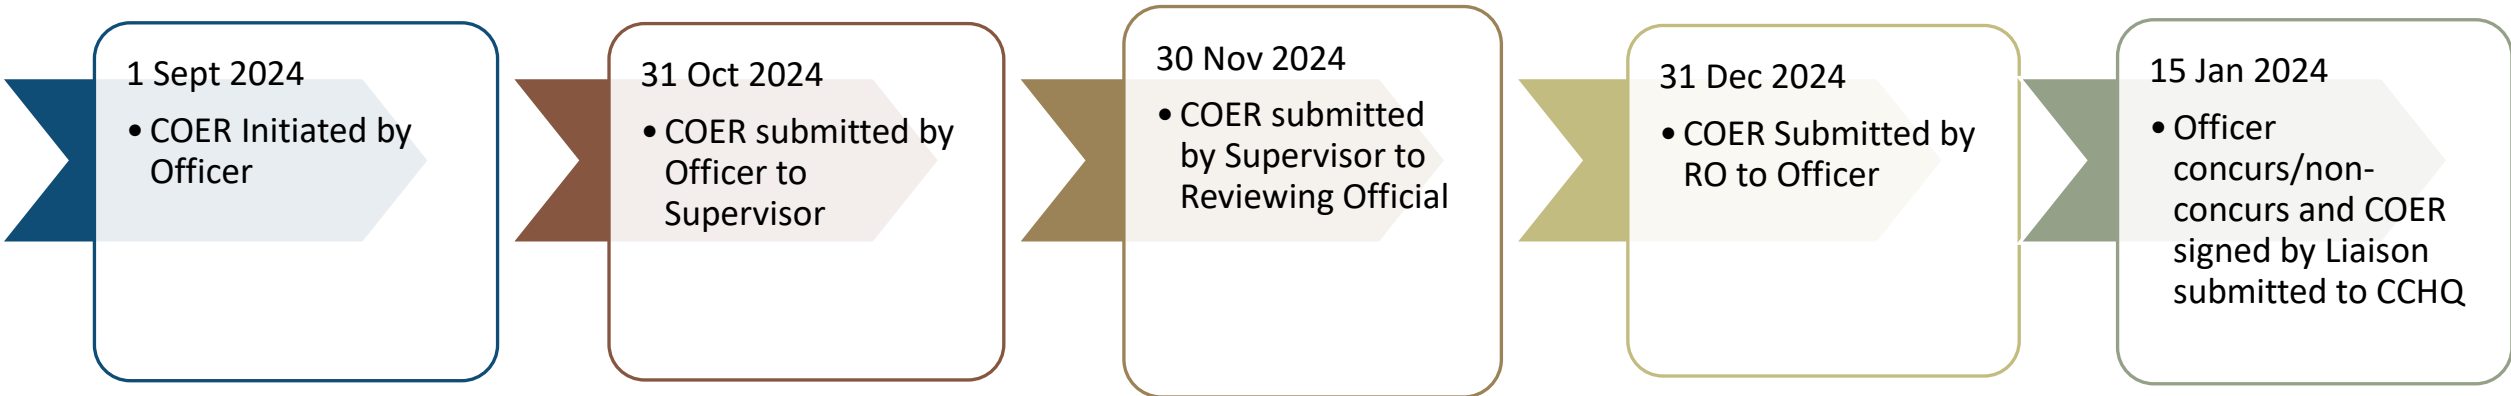 1 Sept 2024
• COER Initiated by
Officer
31 Oct 2024
• COER submitted by
Officer to
Supervisor
30 Nov 2024
• COER submitted
by Supervisor to
Reviewing Official
31 Dec 2024
• COER Submitted by
RO to Officer
15 Jan 2024
• Officer
concurs/non-
concurs and COER
signed by Liaison
submitted to CCHQ